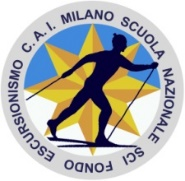 C. A. I. MILANO SCUOLA NAZIONALE SCI FONDO ESCURSIONISMO